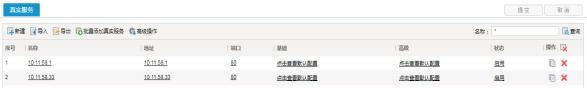 真实服务
提 交 取 消
新建 导入 导出 批量添加真实服务 高级操作 名称： * 查询
序号 名称 地址 端口 基础 高级 状态 操作
1 10.11.58.1 10.11.58.1 80 点击查看默认配置 点击查看默认配置 启用
2 10.11.58.33 10.11.58.33 80 点击查看默认配置 点击查看默认配置 启用